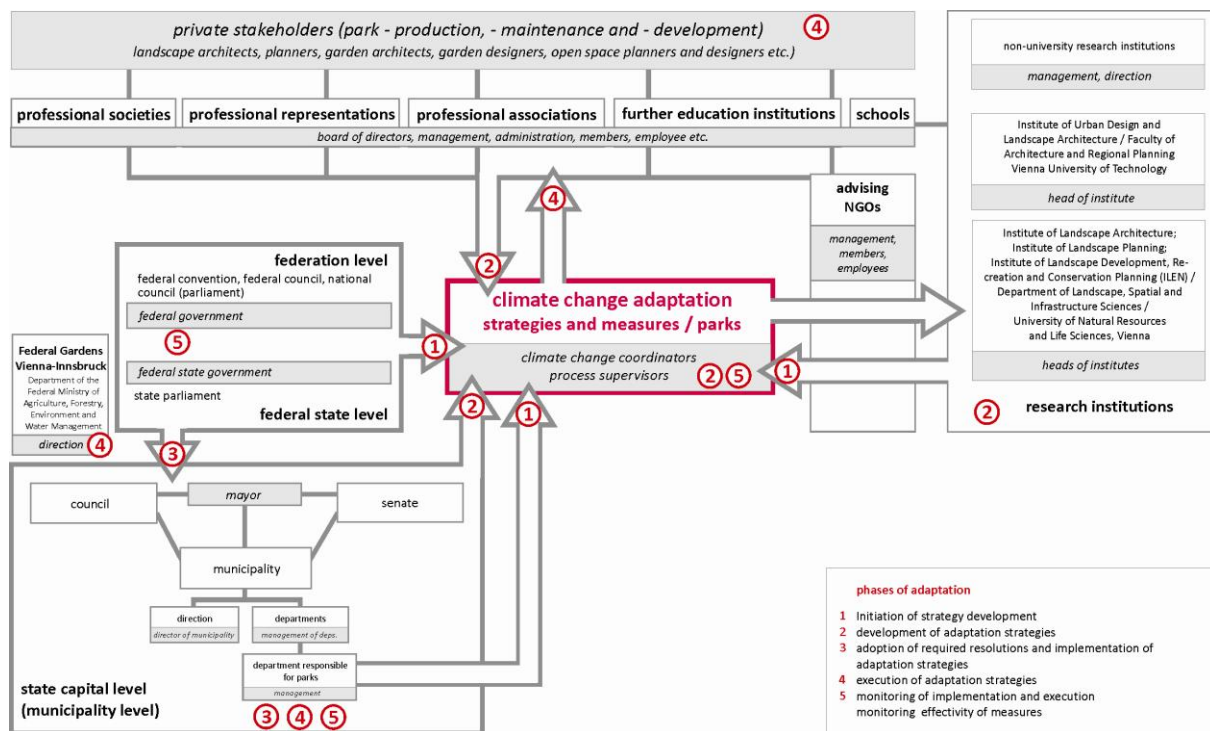 private stakeholders (park - production, - maintenance and - development)
4
landscape architects, planners, garden architects, garden designers, open space planners and designers etc.)
professional societies
professional representations
professional associations
further education institutions
schools
board of directors, management, administration, members, employee etc.
non-university research institutions
management, direction
Institute of Urban Design and
Landscape Architecture / Faculty of
Architecture and Regional Planning
Vienna University of Technology
head of institute
Institute of Landscape Architecture;
Institute of Landscape Planning;
Institute of Landscape Development, Re-
creation and Conservation Planning (ILEN) /
Department of Landscape, Spatial and
Infrastructure Sciences /
University of Natural Resources
and Life Sciences, Vienna
heads of institutes
2
research institutions
advising
NGOs
management,
members,
employees
4
2
federation level
federal convention, federal council, national
council (parliament)
federal government
5
federal state government
state parliament
federal state level
1
climate change adaptation
strategies and measures / parks
climate change coordinators
process supervisors
2
5
1
2
1
3
Federal Gardens
Vienna-Innsbruck
Department of the
Federal Ministry of
Agriculture, Forestry,
Environment and
Water Management
direction
4
council
mayor
senate
municipality
direction
director of municipality
departments
management of deps.
department responsible
for parks
management
3
4
5
state capital level
(municipality level)
phases of adaptation
1 Initiation of strategy development
2 development of adaptation strategies
3 adoption of required resolutions and implementation of
adaptation strategies
4 execution of adaptation strategies
5 monitoring of implementation and execution
monitoring effectivity of measures